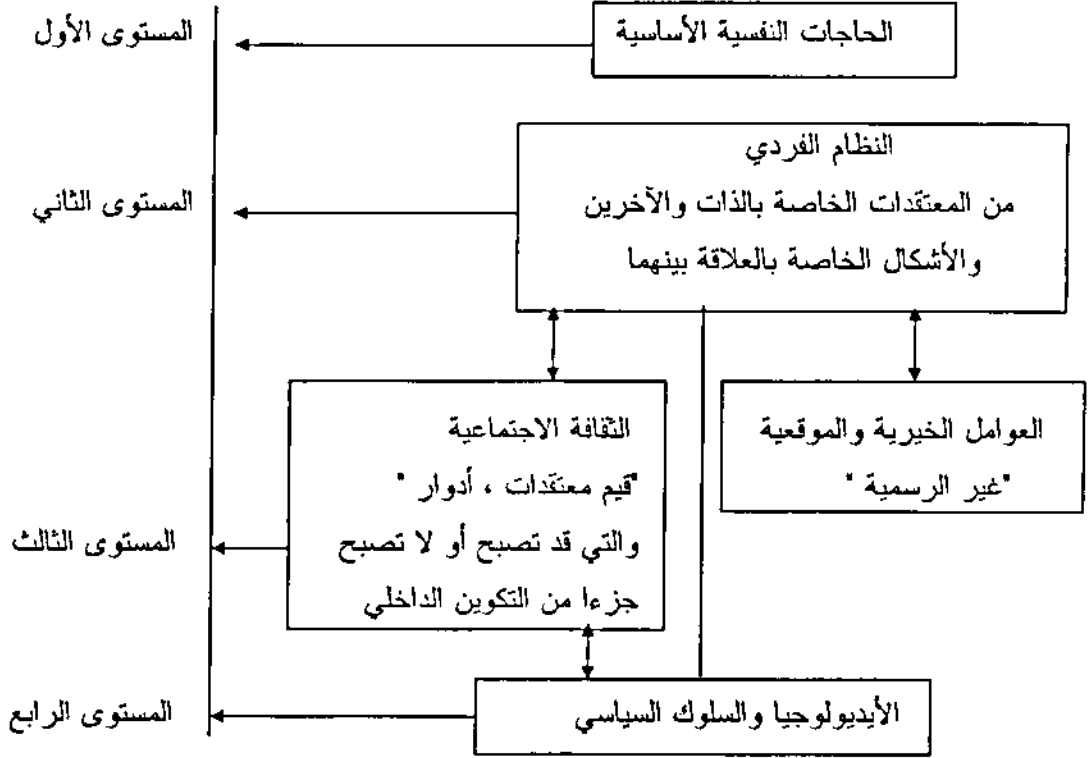 المستوى الأول
الحاجات النفسية الأساسية
النظام الفردي
من المعتقدات الخاصة بالذات والآخرين
والأشكال الخاصة بالعلاقة بينهما
المستوى الثاني
العوامل الخيرية والموقعية
"غير الرسمية "
الثقافة الاجتماعية
"قيم معتقدات ، أدوار "
والتي قد تصبح أو لا تصبح
جزءا من التكوين الداخلي
المستوى الثالث
الأيديولوجيا والسلوك السياسي
المستوى الرابع